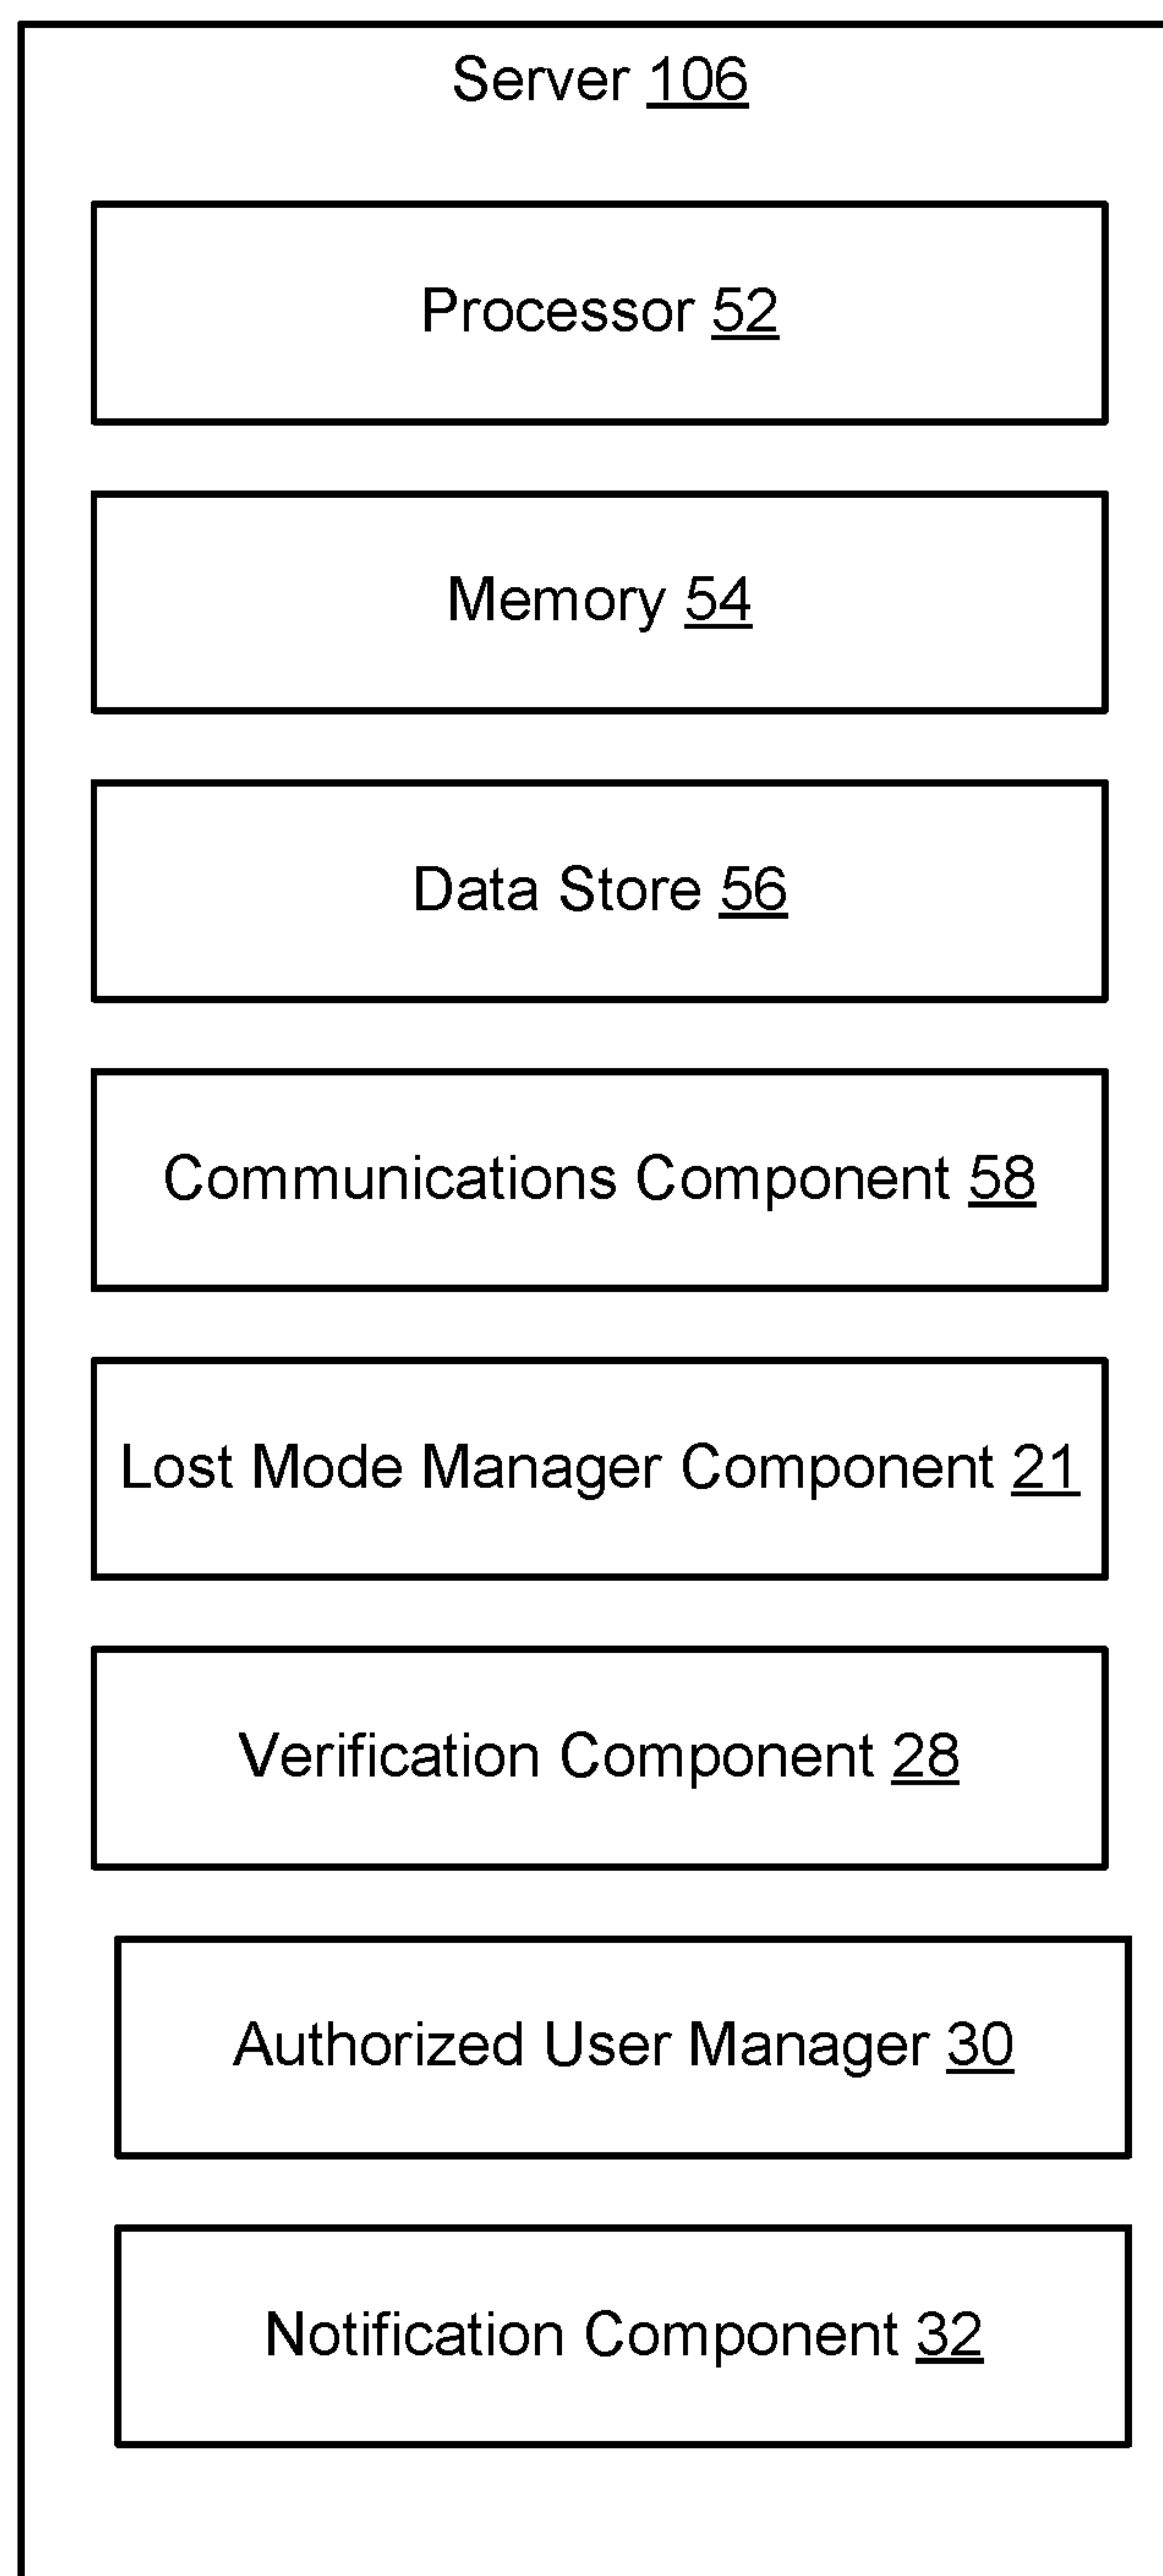 Server 106
Processor 52
Memory 54
Data Store 56
Communications Component 58
Lost Mode Manager Component 21
Verification Component 28
Authorized User Manager 30
Notification Component 32